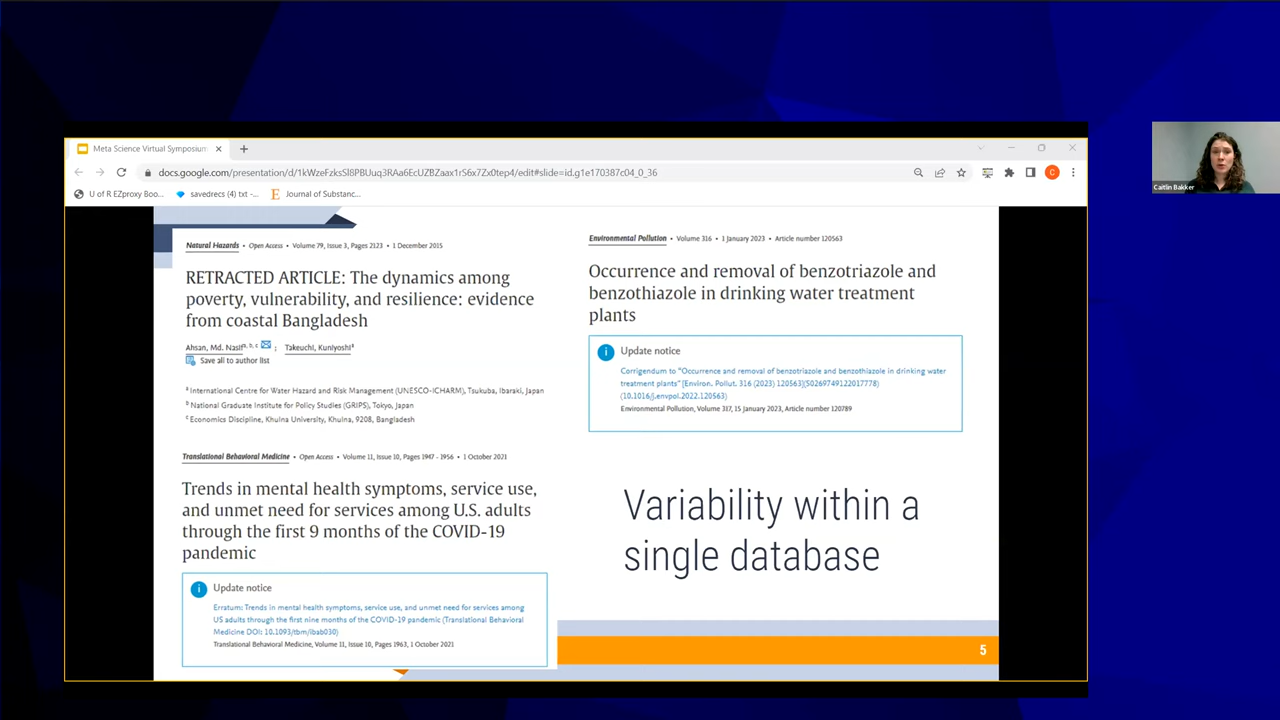 Meta Science Virtual Symposium
docs.google.com/presentation/d/1kWzeFzksSl8PBUuq3RAa6EcUZBZaax1rS6x7Zx0tep4/edit#slide=id.g1e170387c04_0_36
C
U of R EZproxy Boo...
savedrecs (4) txt -...
Journal of Substanc...
Natural Hazards • Open Access • Volume 79, Issue 3, Pages 2123 • 1 December 2015
RETRACTED ARTICLE: The dynamics among
poverty, vulnerability, and resilience: evidence
from coastal Bangladesh
Ahsan, Md. Nasif a, b, c ; Takeuchi, Kuniyoshi a
Save all to author list
a International Centre for Water Hazard and Risk Management (UNESCO-ICHARM), Tsukuba, Ibaraki, Japan
b National Graduate Institute for Policy Studies (GRIPS), Tokyo, Japan
c Economics Discipline, Khulna University, Khulna, 9208, Bangladesh
Translational Behavioral Medicine • Open Access • Volume 11, Issue 10, Pages 1947 - 1956 • 1 October 2021
Trends in mental health symptoms, service use,
and unmet need for services among U.S. adults
through the first 9 months of the COVID-19
pandemic
Update notice
Erratum: Trends in mental health symptoms, service use, and unmet need for services among
US adults through the first nine months of the COVID-19 pandemic (Translational Behavioral
Medicine DOI: 10.1093/tbm/ibab030)
Translational Behavioral Medicine, Volume 11, Issue 10, Pages 1963, 1 October 2021
Environmental Pollution • Volume 316 • 1 January 2023 • Article number 120563
Occurrence and removal of benzotriazole and
benzothiazole in drinking water treatment
plants
Update notice
Corrigendum to “Occurrence and removal of benzotriazole and benzothiazole in drinking water
treatment plants” [Environ. Pollut. 316 (2023) 120563](S0269749122017778)
(10.1016/j.envpol.2022.120563)
Environmental Pollution, Volume 317, 15 January 2023, Article number 120789
Variability within a
single database
5
Caitlin Bakker